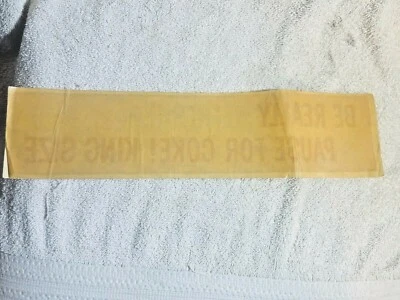 BE REALLY
PAUSE FOR COKE! KING SIZE